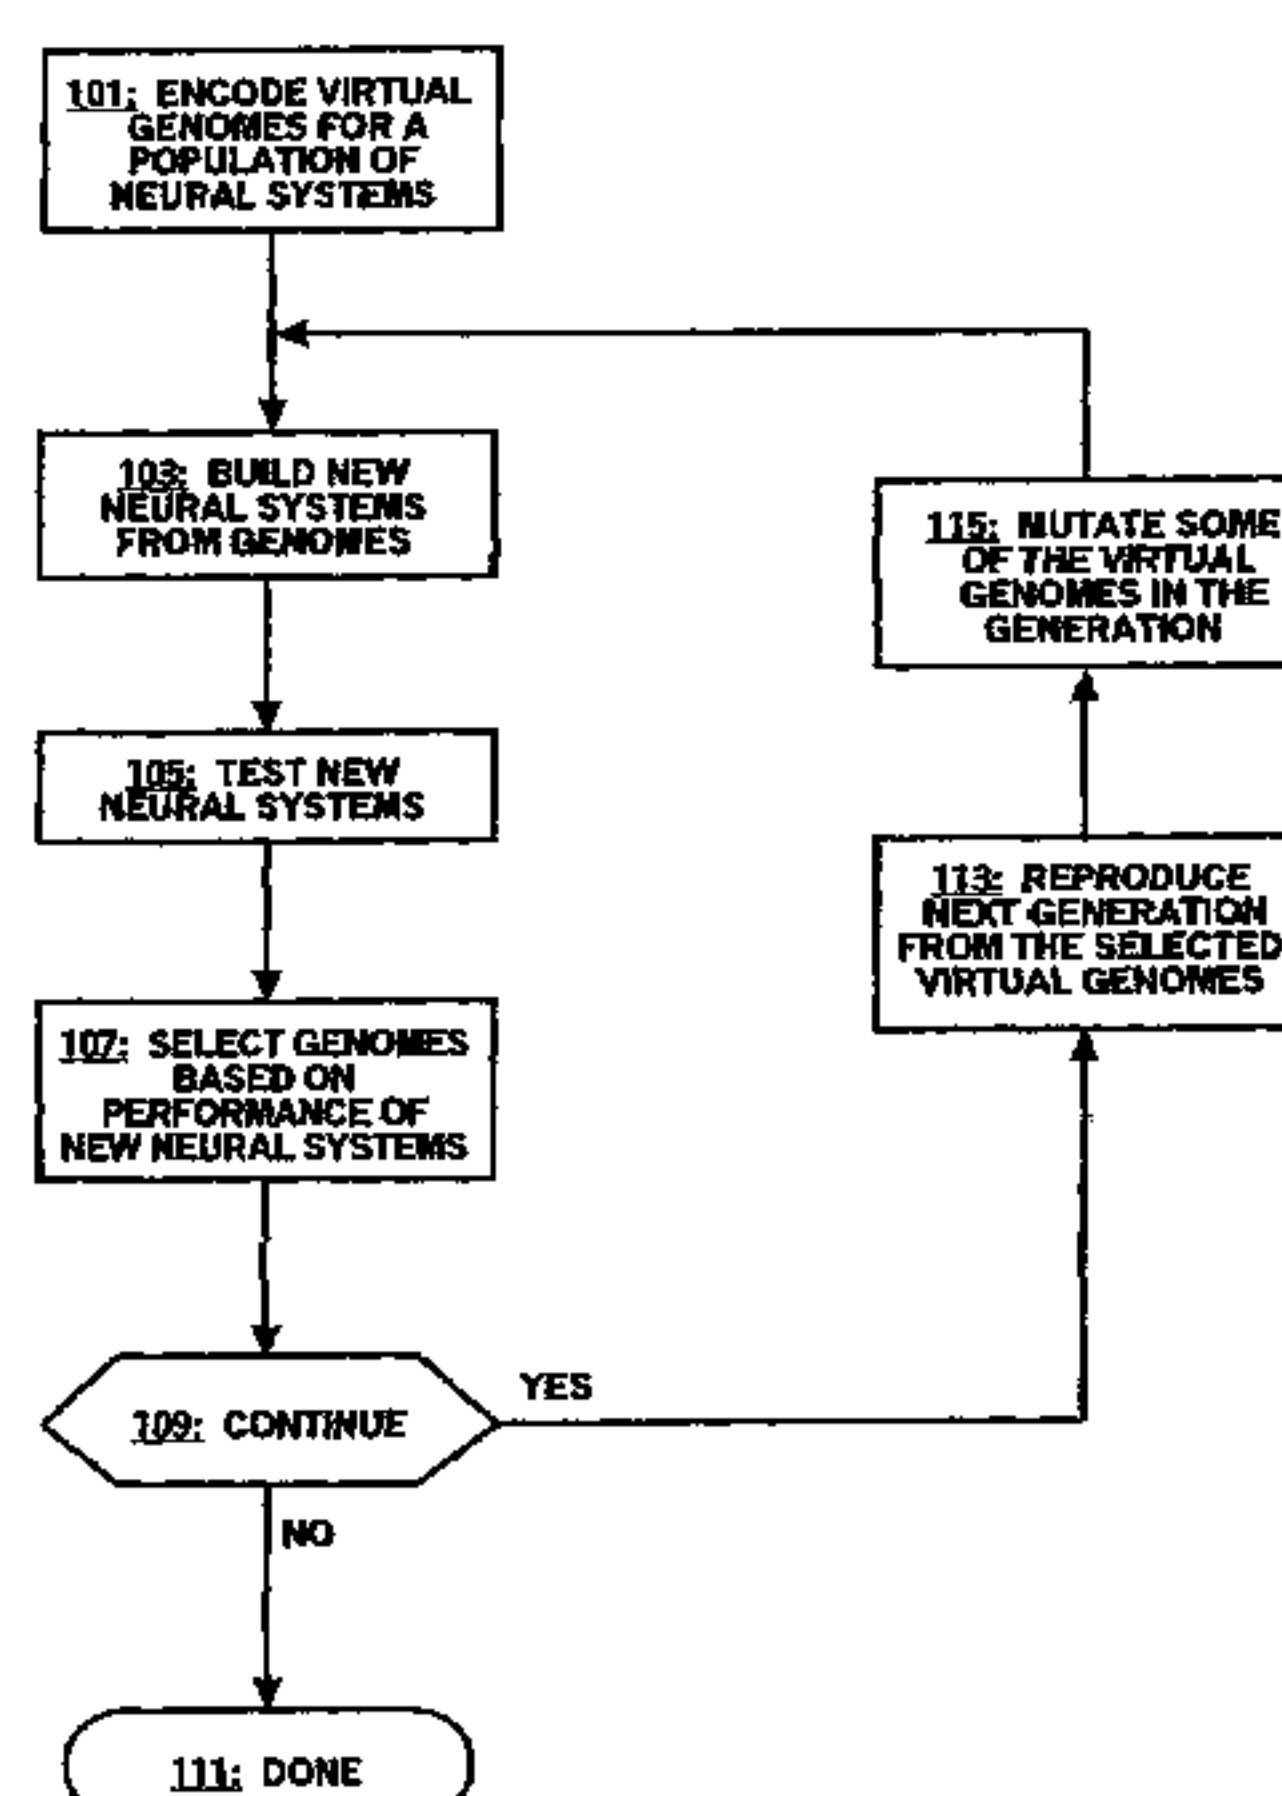 101: ENCODE VIRTUAL
GENOMES FOR A
POPULATION OF
NEURAL SYSTEMS
103: BUILD NEW
NEURAL SYSTEMS
FROM GENOMES
105: TEST NEW
NEURAL SYSTEMS
107: SELECT GENOMES
BASED ON
PERFORMANCE OF
NEW NEURAL SYSTEMS
109: CONTINUE
YES
NO
111: DONE
113: REPRODUCE
NEXT GENERATION
FROM THE SELECTED
VIRTUAL GENOMES
115: MUTATE SOME
OF THE VIRTUAL
GENOMES IN THE
GENERATION